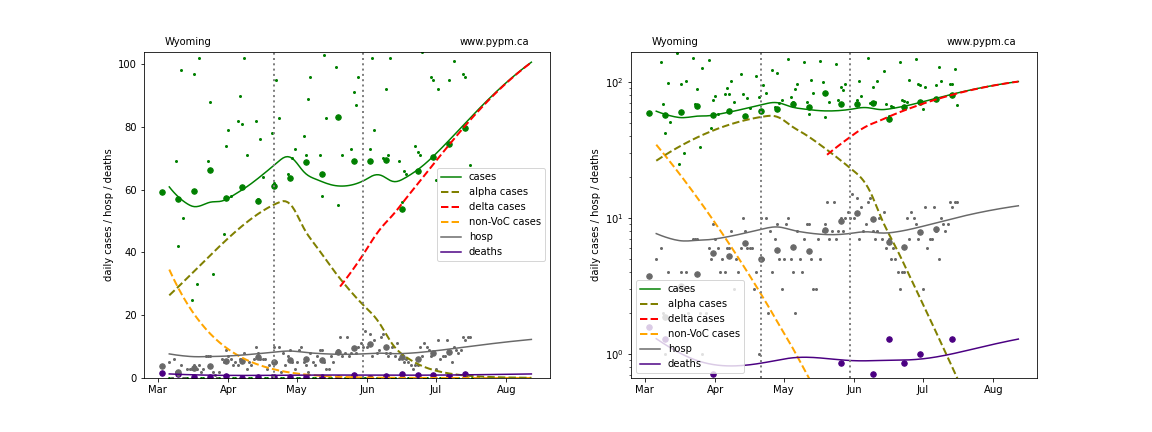 Wyoming www.pypm.ca
daily cases / hosp / deaths
100
80
60
40
20
0
cases
alpha cases
delta cases
non-VoC cases
hosp
deaths
Mar Apr May Jun Jul Aug
Wyoming www.pypm.ca
daily cases / hosp / deaths
10²
10¹
10⁰
cases
alpha cases
delta cases
non-VoC cases
hosp
deaths
Mar Apr May Jun Jul Aug